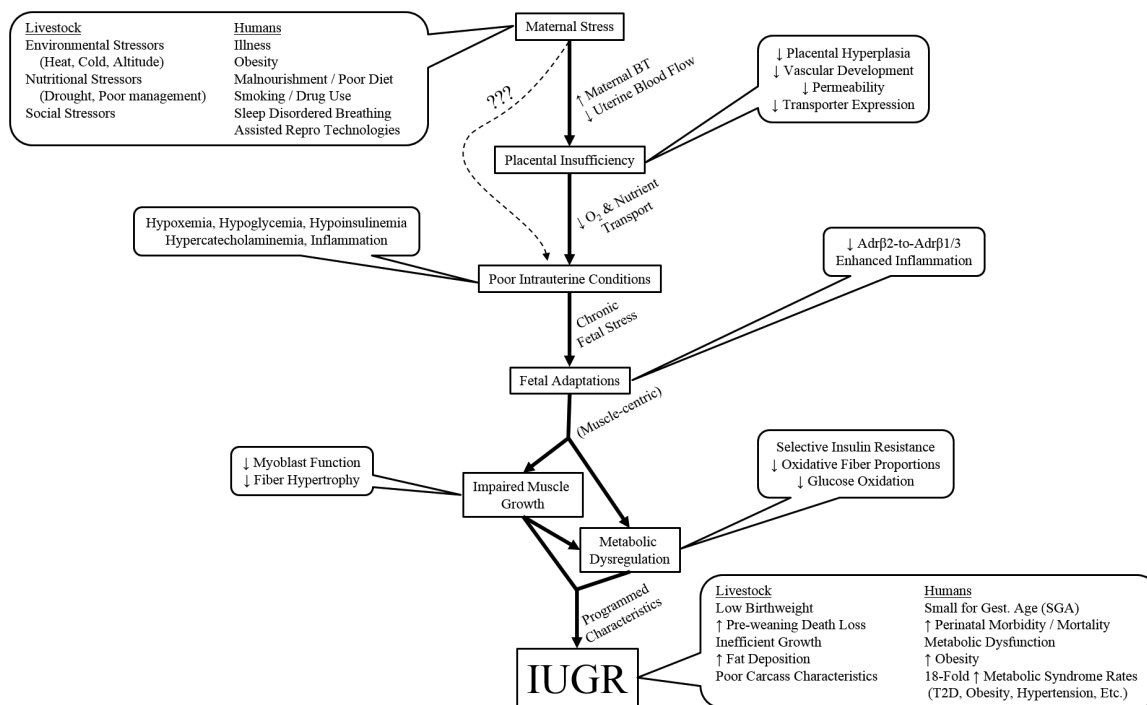 Livestock
Environmental Stressors
(Heat, Cold, Altitude)
Nutritional Stressors
(Drought, Poor management)
Social Stressors
Humans
Illness
Obesity
Malnourishment / Poor Diet
Smoking / Drug Use
Sleep Disordered Breathing
Assisted Repro Technologies
Maternal Stress
???
↑ Maternal BT
↓ Uterine Blood Flow
↓ Placental Hyperplasia
↓ Vascular Development
↓ Permeability
↓ Transporter Expression
Placental Insufficiency
↓ O₂ & Nutrient
Transport
Hypoxemia, Hypoglycemia, Hypoinsulinemia
Hypercatecholaminemia, Inflammation
Poor Intrauterine Conditions
Chronic
Fetal Stress
↓ Adrβ2-to-Adrβ1/3
Enhanced Inflammation
Fetal Adaptations
(Muscle-centric)
↓ Myoblast Function
↓ Fiber Hypertrophy
Impaired Muscle
Growth
Selective Insulin Resistance
↓ Oxidative Fiber Proportions
↓ Glucose Oxidation
Metabolic
Dysregulation
Programmed
Characteristics
IUGR
Livestock
Low Birthweight
↑ Pre-weaning Death Loss
Inefficient Growth
↑ Fat Deposition
Poor Carcass Characteristics
Humans
Small for Gest. Age (SGA)
↑ Perinatal Morbidity / Mortality
Metabolic Dysfunction
↑ Obesity
18-Fold ↑ Metabolic Syndrome Rates
(T2D, Obesity, Hypertension, Etc.)